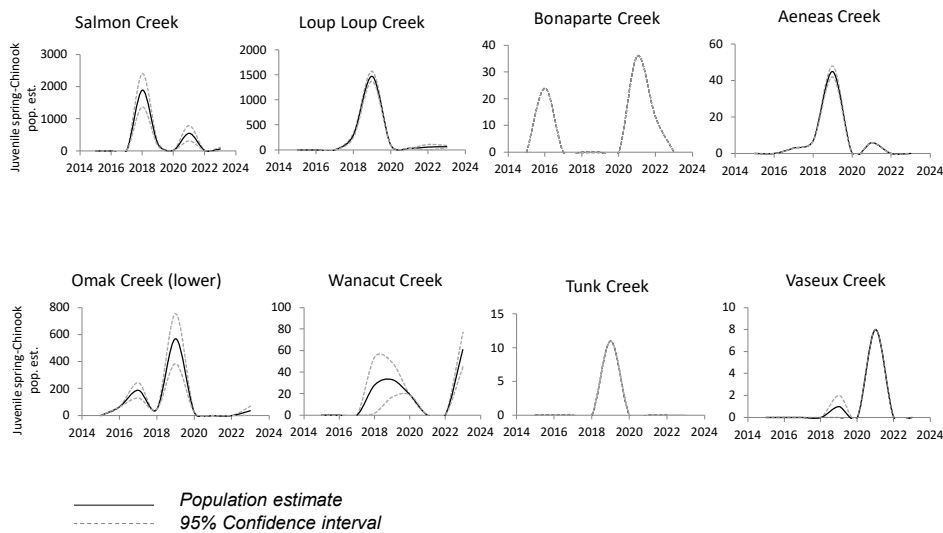 Salmon Creek
Loup Loup Creek
Bonaparte Creek
Aeneas Creek
Juvenile spring-Chinook
pop. est.
3000
2000
1000
0
2014 2016 2018 2020 2022 2024
2000
1500
1000
500
0
2014 2016 2018 2020 2022 2024
40
30
20
10
0
2014 2016 2018 2020 2022 2024
60
40
20
0
2014 2016 2018 2020 2022 2024
Omak Creek (lower)
Wanacut Creek
Tunk Creek
Vaseux Creek
Juvenile spring-Chinook
pop. est.
800
600
400
200
0
2014 2016 2018 2020 2022 2024
100
80
60
40
20
0
2014 2016 2018 2020 2022 2024
15
10
5
0
2014 2016 2018 2020 2022 2024
10
8
6
4
2
0
2014 2016 2018 2020 2022 2024
Population estimate
95% Confidence interval